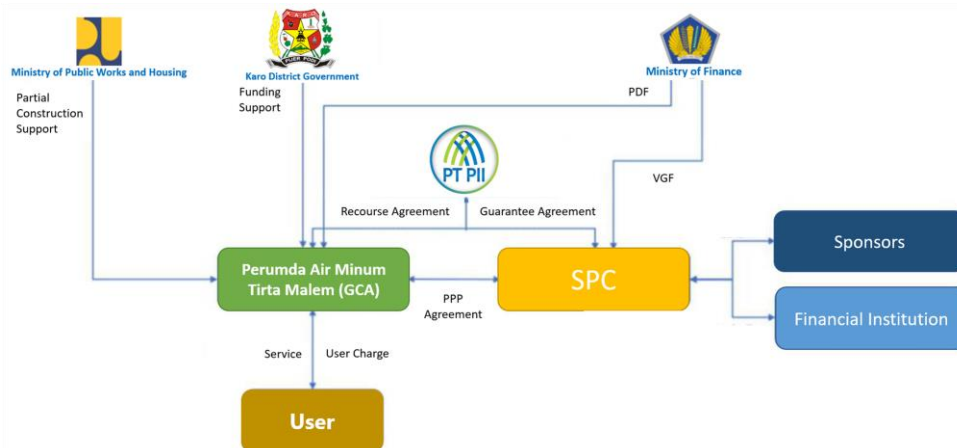 Ministry of Public Works and Housing
Karo District Government
Ministry of Finance
Partial
Construction
Support
Funding
Support
PDF
PT PII
VGF
Recourse Agreement
Guarantee Agreement
Perumda Air Minum
Tirta Malem (GCA)
SPC
Sponsors
PPP
Agreement
Financial Institution
Service
User Charge
User